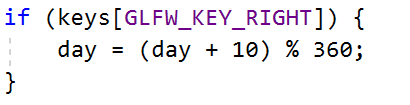 if (keys[GLFW_KEY_RIGHT]) {
    day = (day + 10) % 360;
}